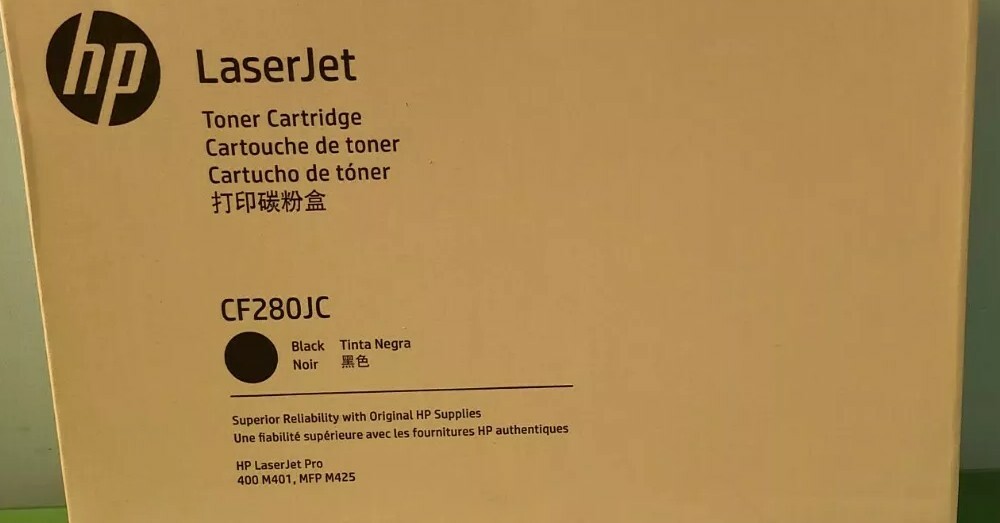 hp
LaserJet
Toner Cartridge
Cartouche de toner
Cartucho de tóner
打印碳粉盒
CF280JC
Black Tinta Negra
Noir 黑色
Superior Reliability with Original HP Supplies
Une fiabilité supérieure avec les fournitures HP authentiques
HP LaserJet Pro
400 M401, MFP M425